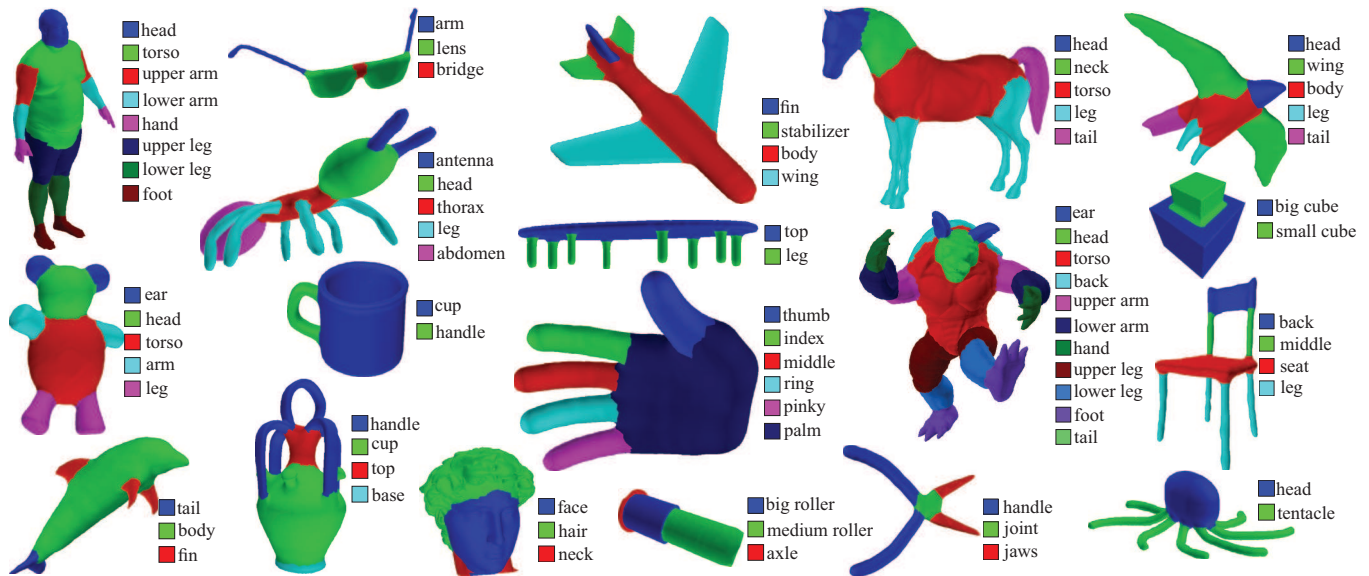 head
torso
upper arm
lower arm
hand
upper leg
lower leg
foot
arm
lens
bridge
antenna
head
thorax
leg
abdomen
fin
stabilizer
body
wing
top
leg
head
neck
torso
leg
tail
head
wing
body
leg
tail
big cube
small cube
ear
head
torso
arm
leg
cup
handle
thumb
index
middle
ring
pinky
palm
ear
head
torso
back
upper arm
lower arm
hand
upper leg
lower leg
foot
tail
back
middle
seat
leg
tail
body
fin
handle
cup
top
base
face
hair
neck
big roller
medium roller
axle
handle
joint
jaws
head
tentacle